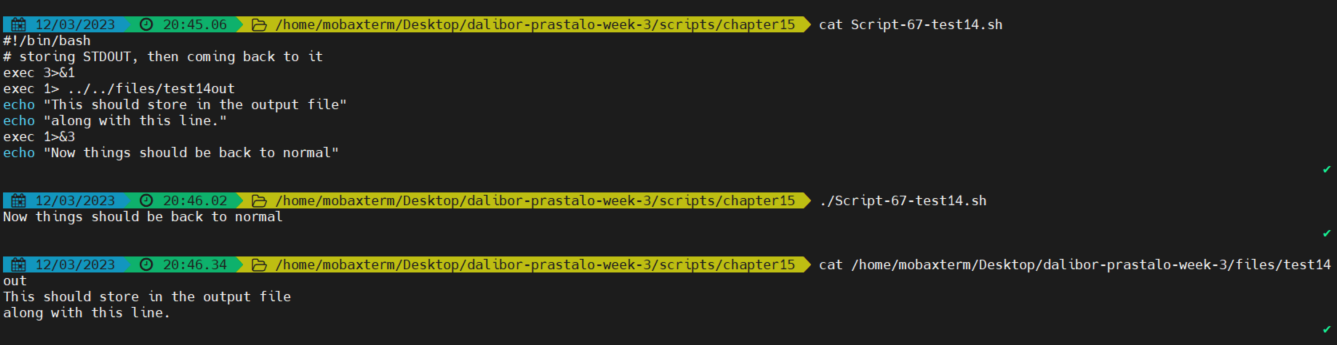 12/03/2023 20:45.06 /home/mobaxterm/Desktop/dalibor-prastalo-week-3/scripts/chapter15 cat Script-67-test14.sh
#!/bin/bash
# storing STDOUT, then coming back to it
exec 3>&1
exec 1> ../../files/test14out
echo "This should store in the output file"
echo "along with this line."
exec 1>&3
echo "Now things should be back to normal"
✔
12/03/2023 20:46.02 /home/mobaxterm/Desktop/dalibor-prastalo-week-3/scripts/chapter15 ./Script-67-test14.sh
Now things should be back to normal
✔
12/03/2023 20:46.34 /home/mobaxterm/Desktop/dalibor-prastalo-week-3/scripts/chapter15 cat /home/mobaxterm/Desktop/dalibor-prastalo-week-3/files/test14
out
This should store in the output file
along with this line.
✔